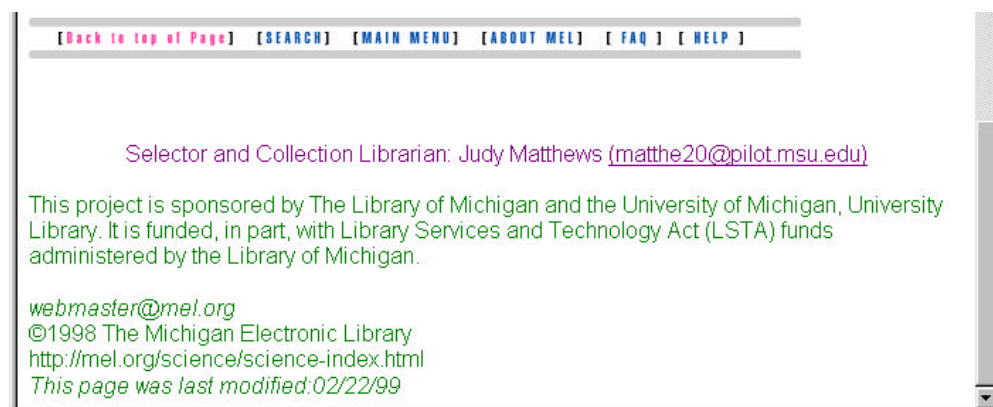 [Back to top of Page] [SEARCH] [MAIN MENU] [ABOUT MEL] [ FAQ ] [ HELP ]
Selector and Collection Librarian: Judy Matthews (matthe20@pilot.msu.edu)
This project is sponsored by The Library of Michigan and the University of Michigan, University
Library. It is funded, in part, with Library Services and Technology Act (LSTA) funds
administered by the Library of Michigan.
webmaster@mel.org
©1998 The Michigan Electronic Library
http://mel.org/science/science-index.html
This page was last modified:02/22/99